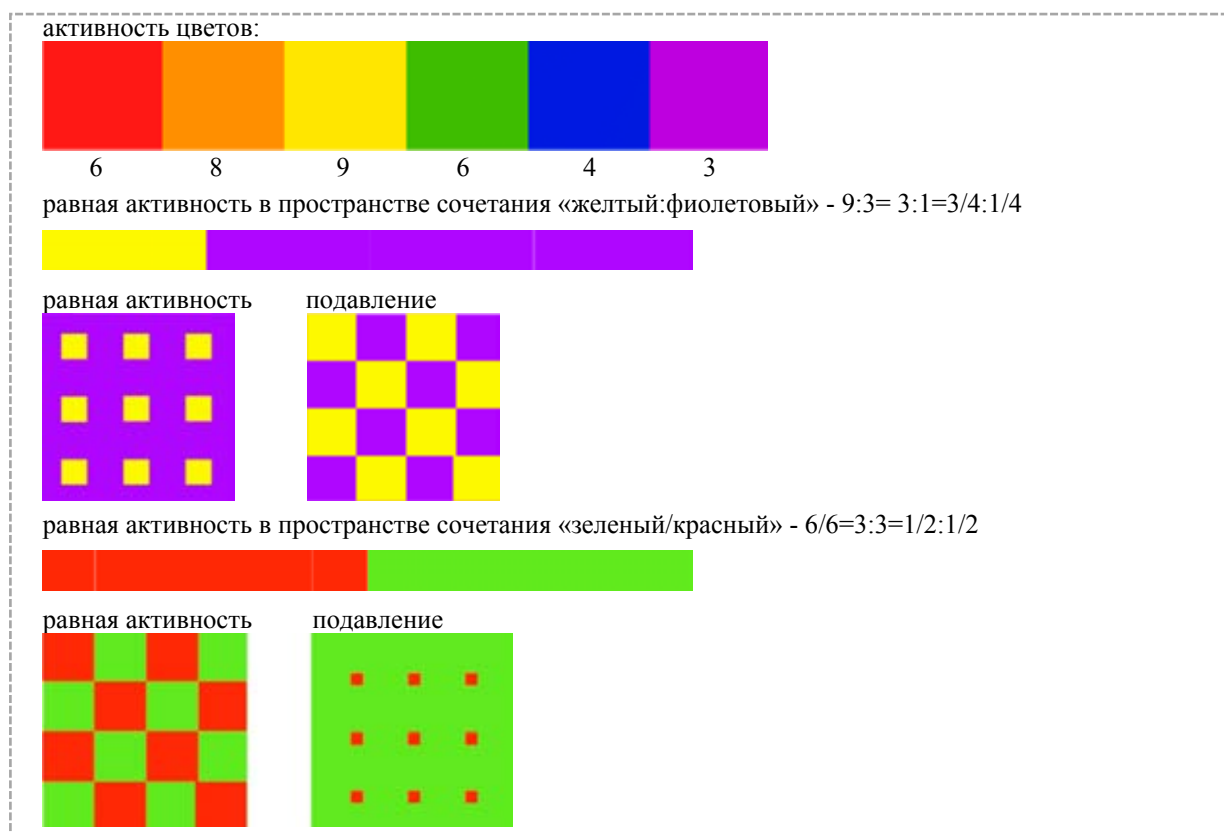 активность цветов:
6 8 9 6 4 3
равная активность в пространстве сочетания «желтый:фиолетовый» - 9:3= 3:1=3/4:1/4
равная активность подавление
равная активность в пространстве сочетания «зеленый/красный» - 6/6=3:3=1/2:1/2
равная активность подавление